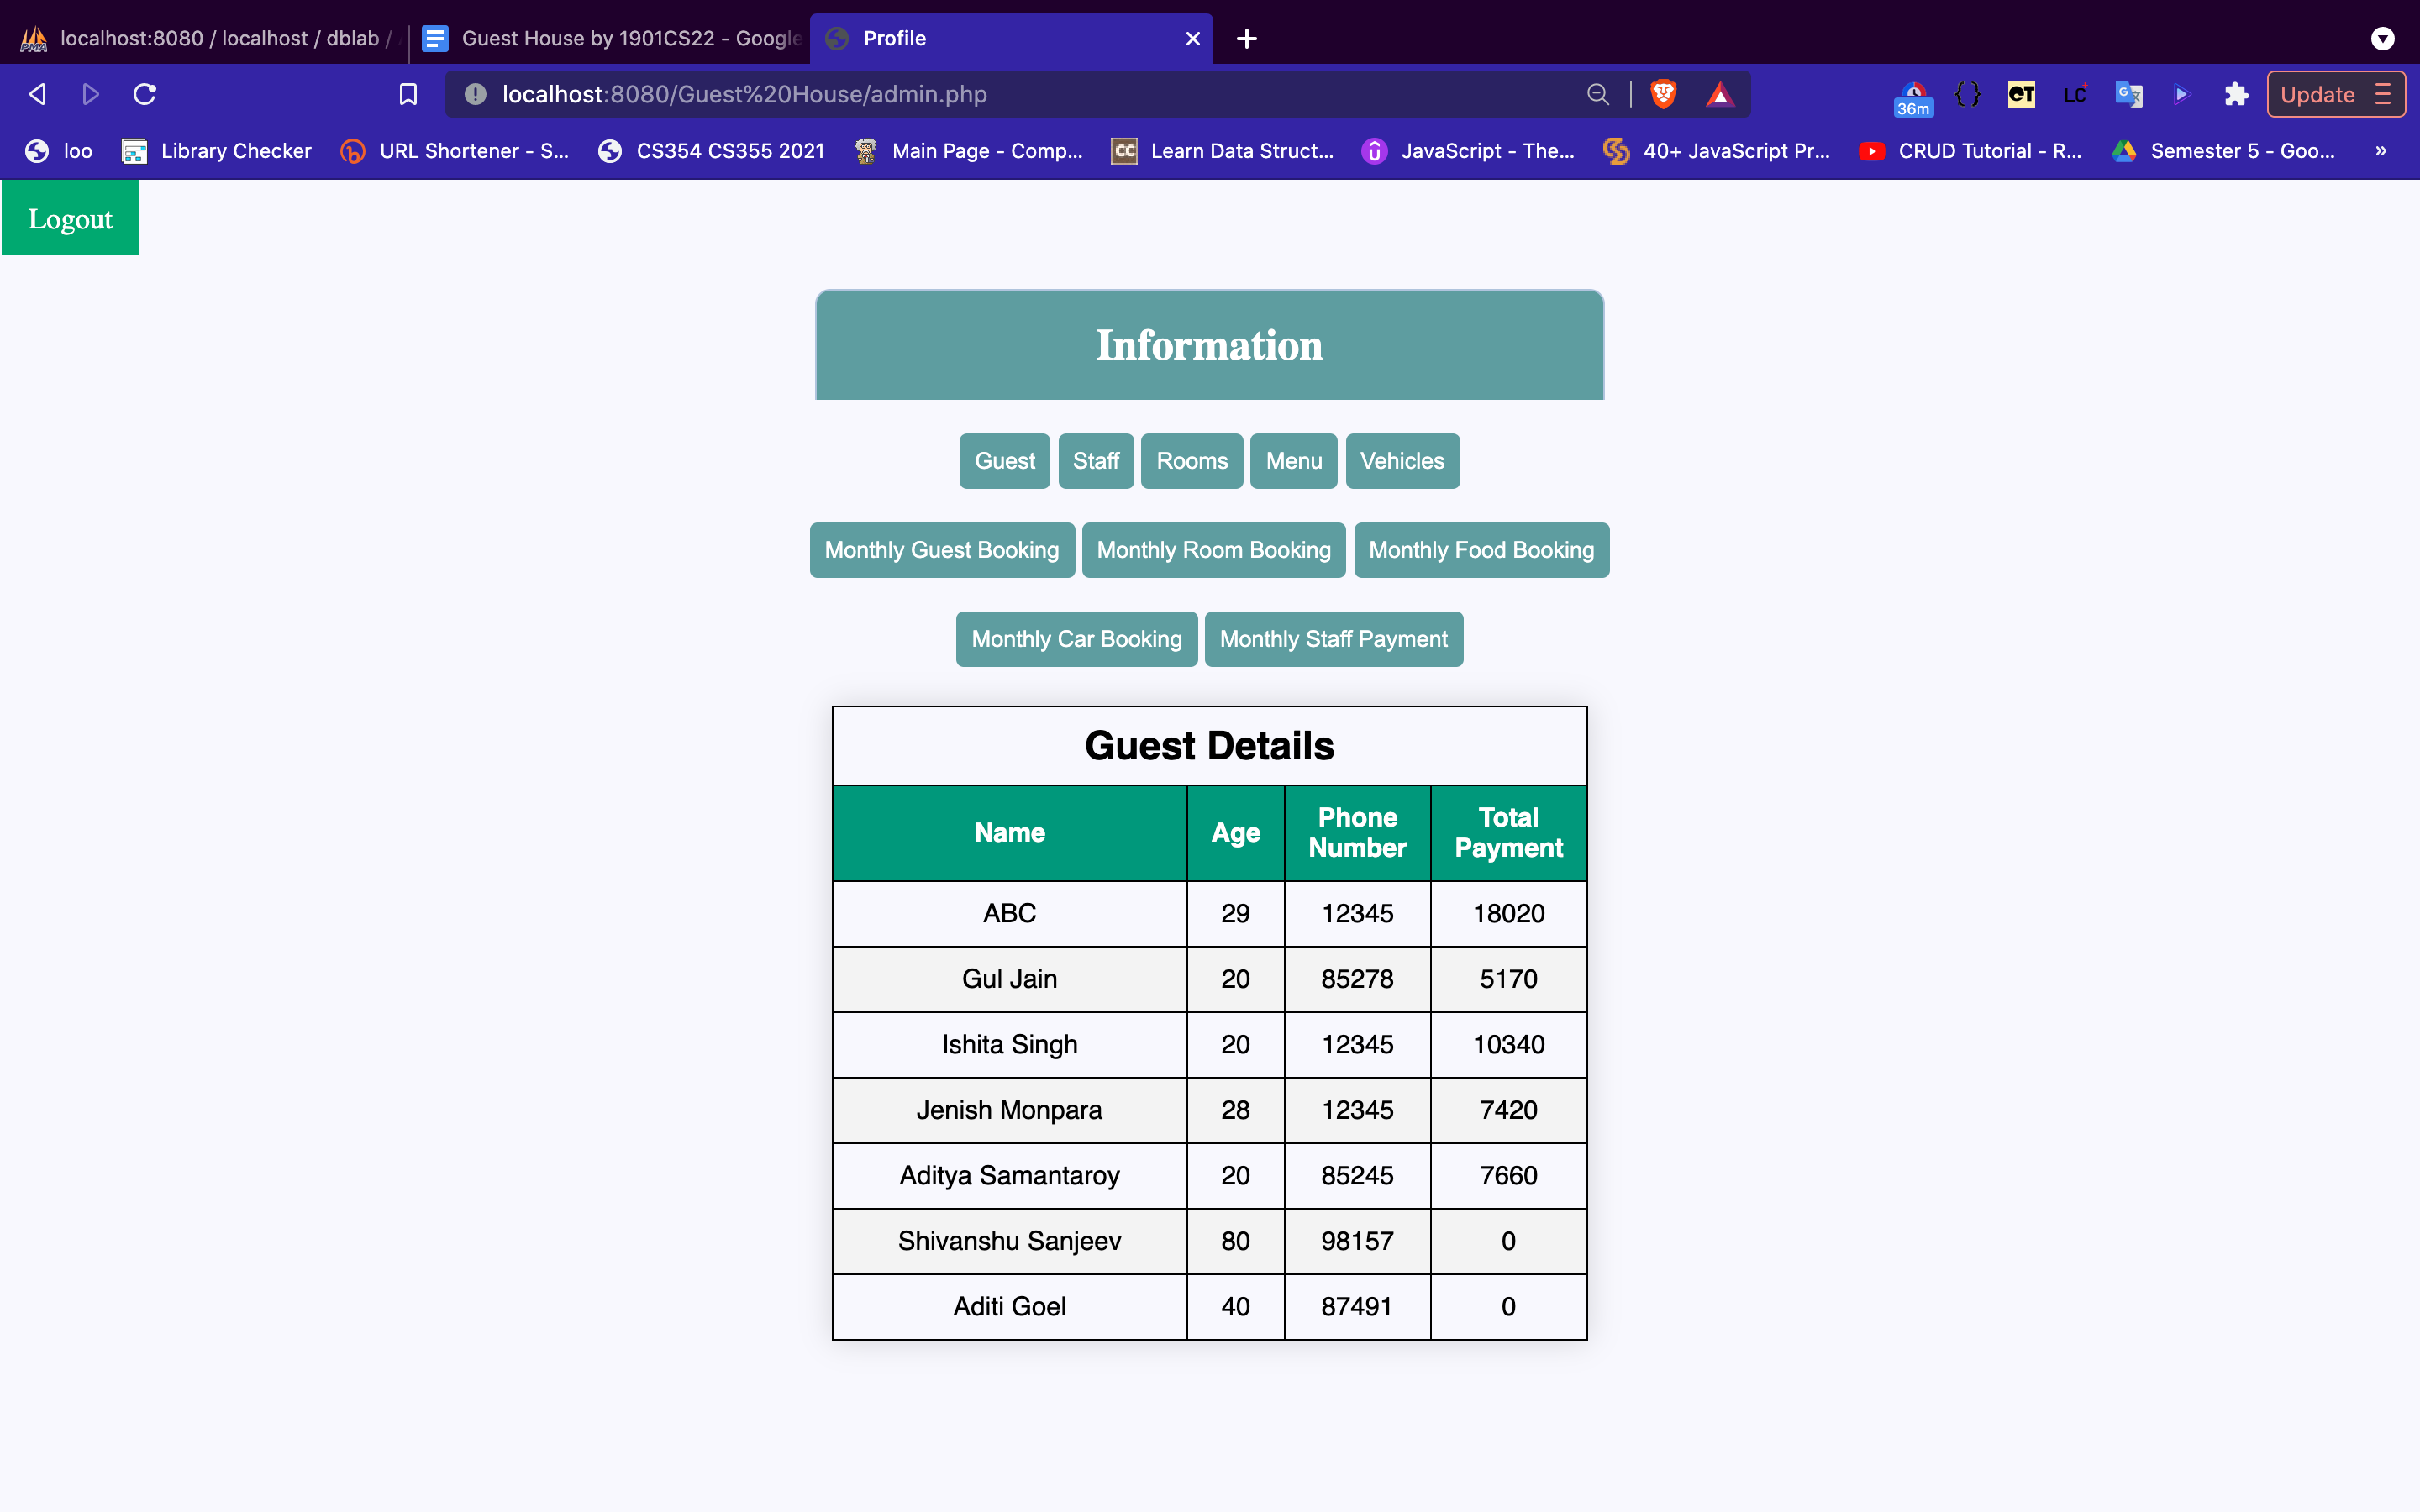 localhost:8080 / localhost / dblab /
Guest House by 1901CS22 - Google
Profile
localhost:8080/Guest%20House/admin.php
36m
{}
LC
Update
loo
Library Checker
URL Shortener - S...
CS354 CS355 2021
Main Page - Comp...
CC
Learn Data Struct...
JavaScript - The...
40+ JavaScript Pr...
CRUD Tutorial - R...
Semester 5 - Goo...
»
Logout
Information
Guest Staff Rooms Menu Vehicles
Monthly Guest Booking Monthly Room Booking Monthly Food Booking
Monthly Car Booking Monthly Staff Payment
Guest Details
Name Age Phone Number Total Payment
ABC 29 12345 18020
Gul Jain 20 85278 5170
Ishita Singh 20 12345 10340
Jenish Monpara 28 12345 7420
Aditya Samantaroy 20 85245 7660
Shivanshu Sanjeev 80 98157 0
Aditi Goel 40 87491 0